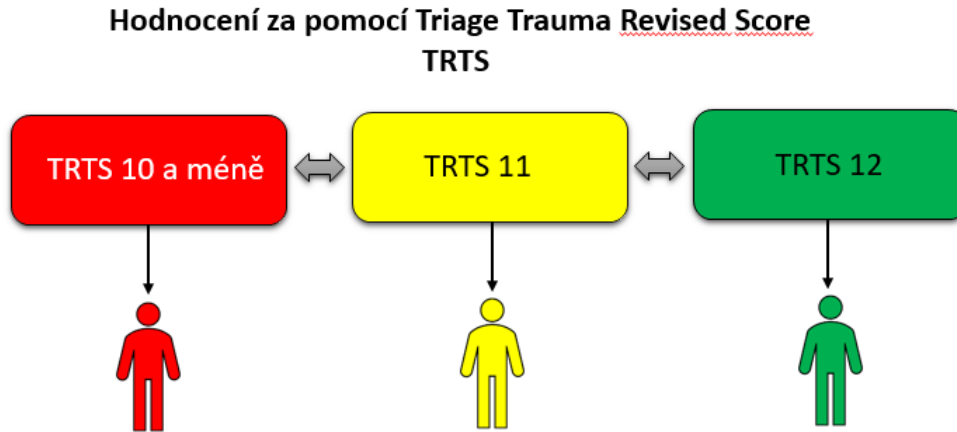 Hodnocení za pomocí Triage Trauma Revised Score
TRTS
TRTS 10 a méně
TRTS 11
TRTS 12